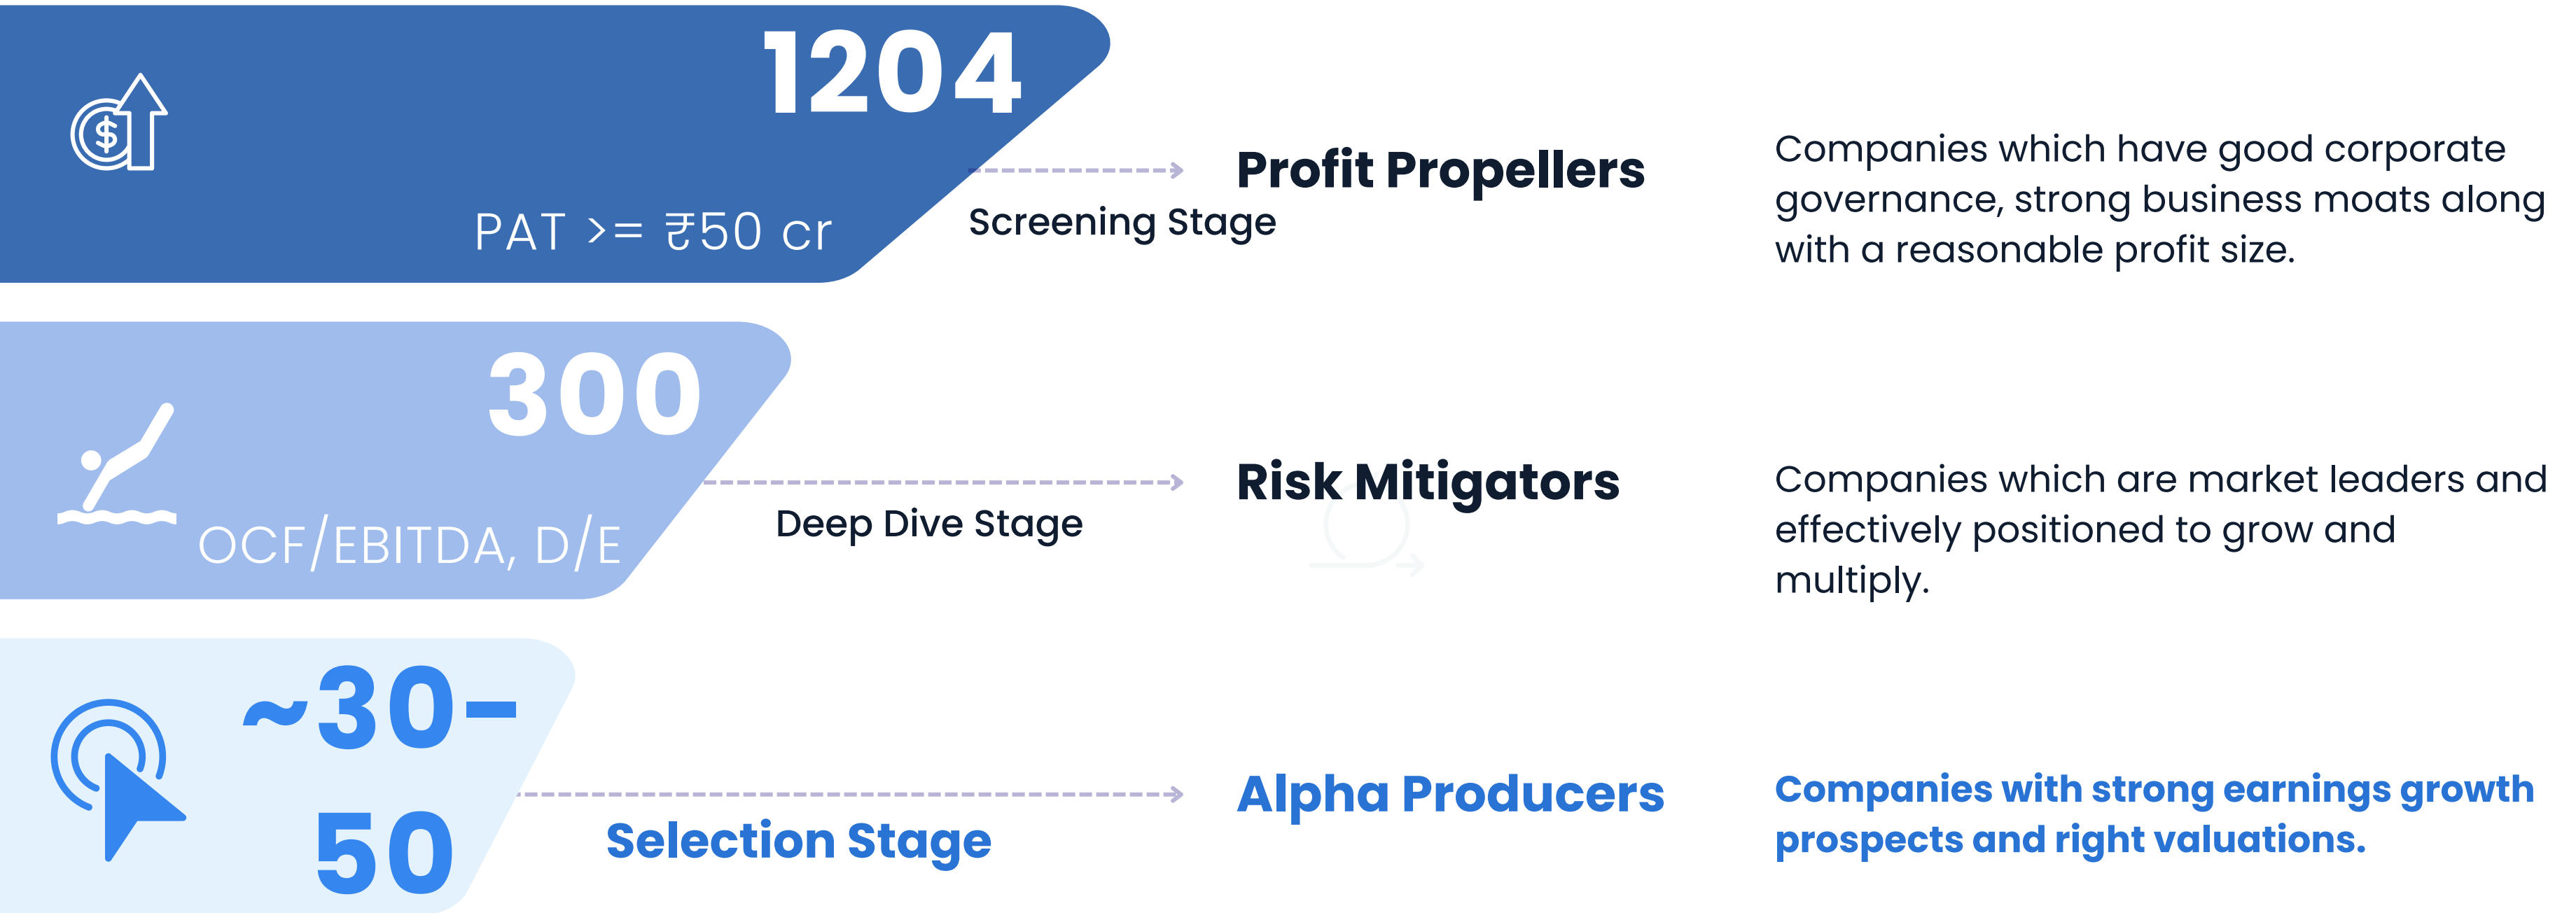 1204
PAT >= ₹50 cr
Screening Stage
Profit Propellers
Companies which have good corporate
governance, strong business moats along
with a reasonable profit size.
300
OCF/EBITDA, D/E
Deep Dive Stage
Risk Mitigators
Companies which are market leaders and
effectively positioned to grow and
multiply.
~30-
50
Selection Stage
Alpha Producers
Companies with strong earnings growth
prospects and right valuations.